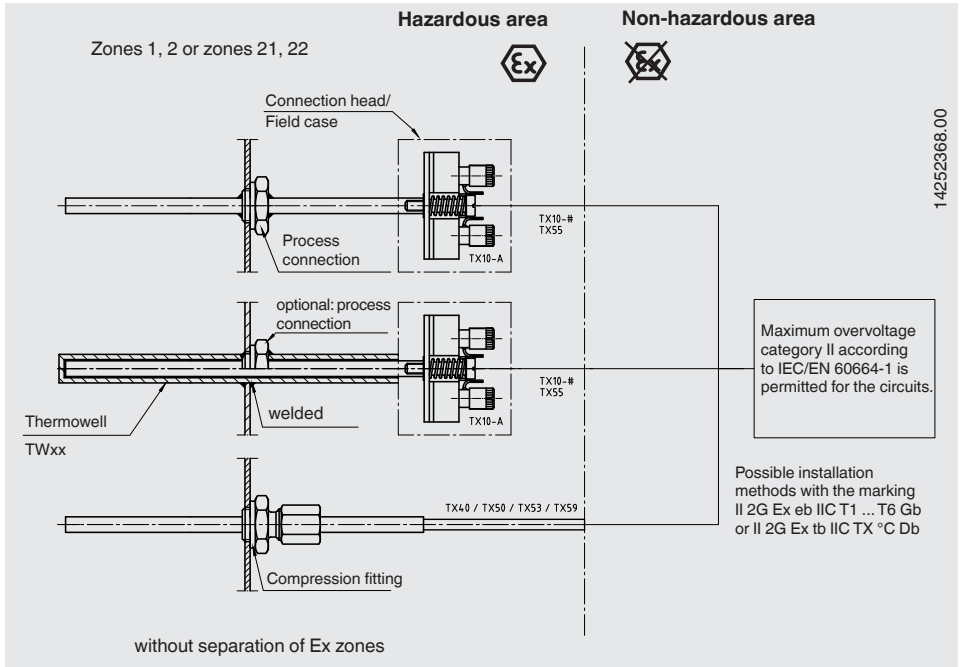 Hazardous area
Non-hazardous area
Zones 1, 2 or zones 21, 22
Ex
Ex
14252368.00
Connection head/
Field case
TX10-#
TX55
TX10-A
Process
connection
optional: process
connection
TX10-#
TX55
TX10-A
welded
Thermowell
TWxx
Maximum overvoltage
category II according
to IEC/EN 60664-1 is
permitted for the circuits.
Possible installation
methods with the marking
II 2G Ex eb IIC T1 ... T6 Gb
or II 2G Ex tb IIC TX °C Db
TX40 / TX50 / TX53 / TX59
Compression fitting
without separation of Ex zones